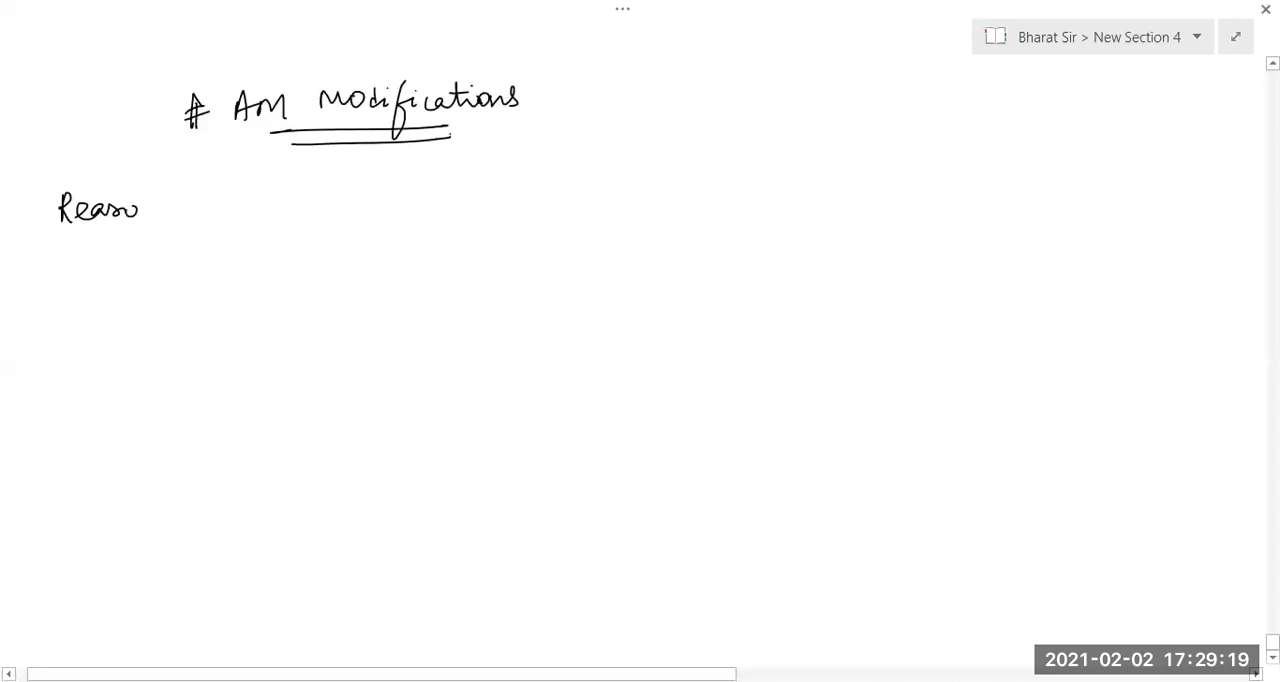 ...
Bharat Sir > New Section 4
# AM Modifications
Reaso
2021-02-02 17:29:19